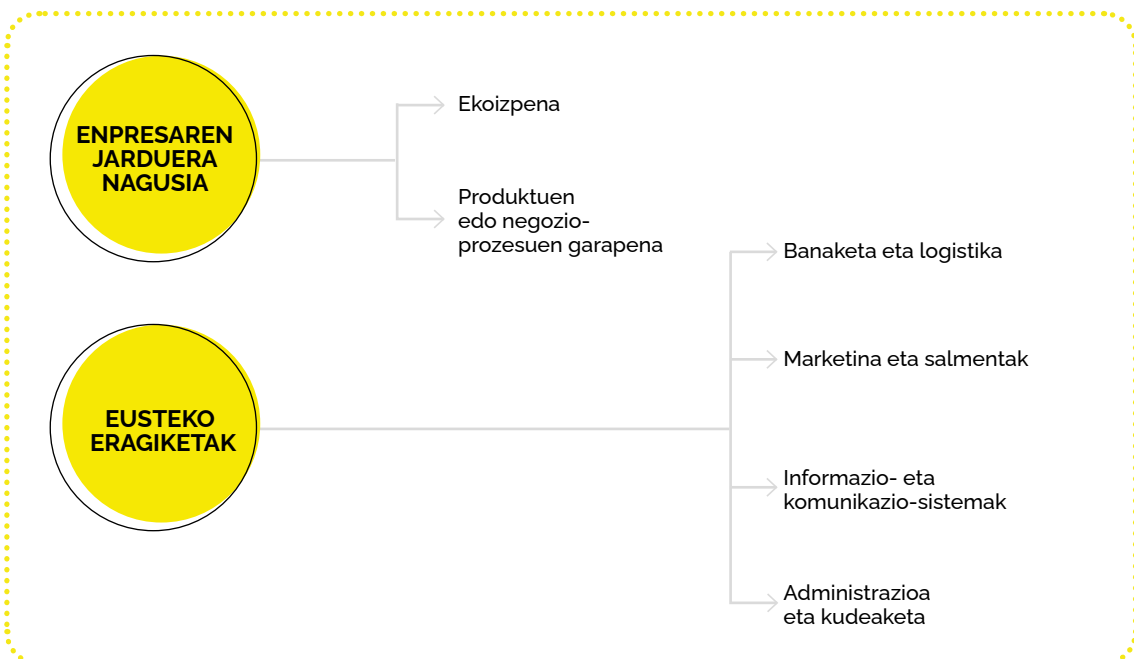 ENPRESAREN
JARDUERA
NAGUSIA
Ekoizpena
Produktuen
edo negozio-
prozesuen garapena
EUSTEKO
ERAGIKETAK
Banaketa eta logistika
Marketina eta salmentak
Informazio- eta
komunikazio-sistemak
Administrazioa
eta kudeaketa